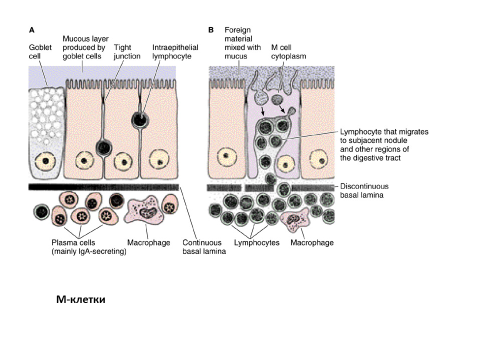 A
Goblet
cell
Mucous layer
produced by
goblet cells
Tight
junction
Intraepithelial
lymphocyte
B
Foreign
material
mixed with
mucus
M cell
cytoplasm
Lymphocyte that migrates
to subjacent nodule
and other regions of
the digestive tract
Discontinuous
basal lamina
Plasma cells
(mainly IgA-secreting)
Macrophage
Continuous
basal lamina
Lymphocytes
Macrophage
М-клетки